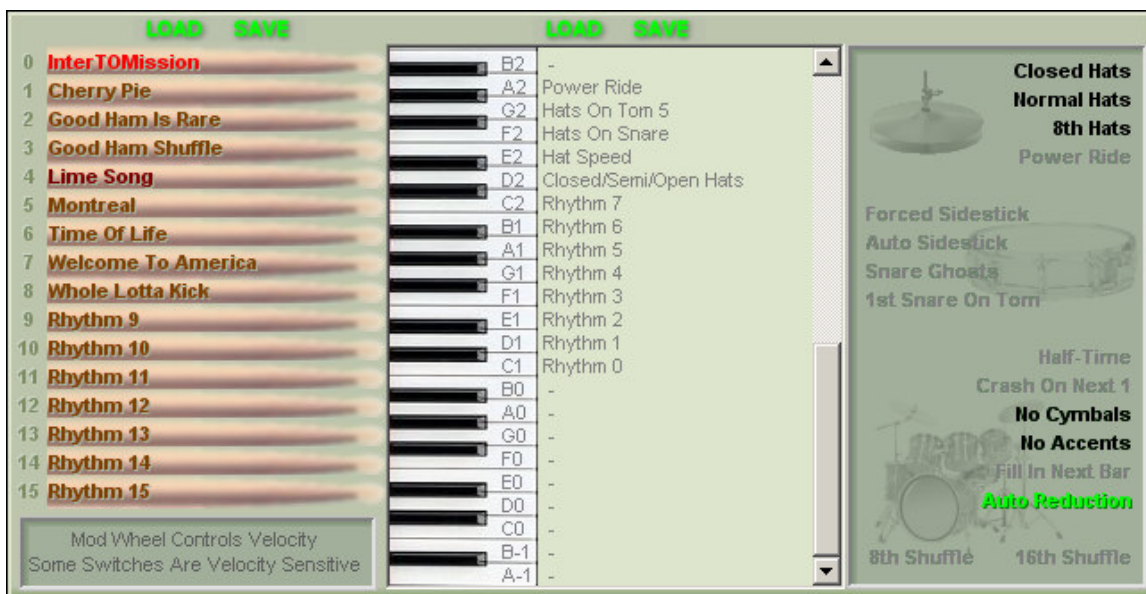 LOAD SAVE
0 InterTOMission
1 Cherry Pie
2 Good Ham Is Rare
3 Good Ham Shuffle
4 Lime Song
5 Montreal
6 Time Of Life
7 Welcome To America
8 Whole Lotta Kick
9 Rhythm 9
10 Rhythm 10
11 Rhythm 11
12 Rhythm 12
13 Rhythm 13
14 Rhythm 14
15 Rhythm 15
Mod Wheel Controls Velocity
Some Switches Are Velocity Sensitive
LOAD SAVE
B2 -
A2 Power Ride
G2 Hats On Tom 5
F2 Hats On Snare
E2 Hat Speed
D2 Closed/Semi/Open Hats
C2 Rhythm 7
B1 Rhythm 6
A1 Rhythm 5
G1 Rhythm 4
F1 Rhythm 3
E1 Rhythm 2
D1 Rhythm 1
C1 Rhythm 0
B0 -
A0 -
G0 -
F0 -
E0 -
D0 -
C0 -
B-1 -
A-1 -
Closed Hats
Normal Hats
8th Hats
Power Ride
Forced Sidestick
Auto Sidestick
Snare Ghosts
1st Snare On Tom
Half-Time
Crash On Next 1
No Cymbals
No Accents
Fill In Next Bar
Auto Reduction
8th Shuffle 16th Shuffle